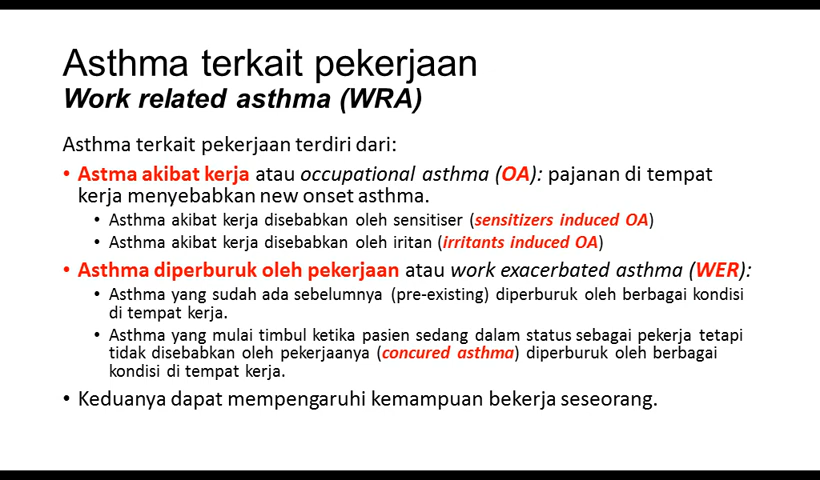 Asthma terkait pekerjaan
Work related asthma (WRA)
Asthma terkait pekerjaan terdiri dari:
• Astma akibat kerja atau occupational asthma (OA): pajanan di tempat
kerja menyebabkan new onset asthma.
• Asthma akibat kerja disebabkan oleh sensitiser (sensitizers induced OA)
• Asthma akibat kerja disebabkan oleh iritan (irritants induced OA)
• Asthma diperburuk oleh pekerjaan atau work exacerbated asthma (WER):
• Asthma yang sudah ada sebelumnya (pre-existing) diperburuk oleh berbagai kondisi
di tempat kerja.
• Asthma yang mulai timbul ketika pasien sedang dalam status sebagai pekerja tetapi
tidak disebabkan oleh pekerjaanya (concured asthma) diperburuk oleh berbagai
kondisi di tempat kerja.
• Keduanya dapat mempengaruhi kemampuan bekerja seseorang.